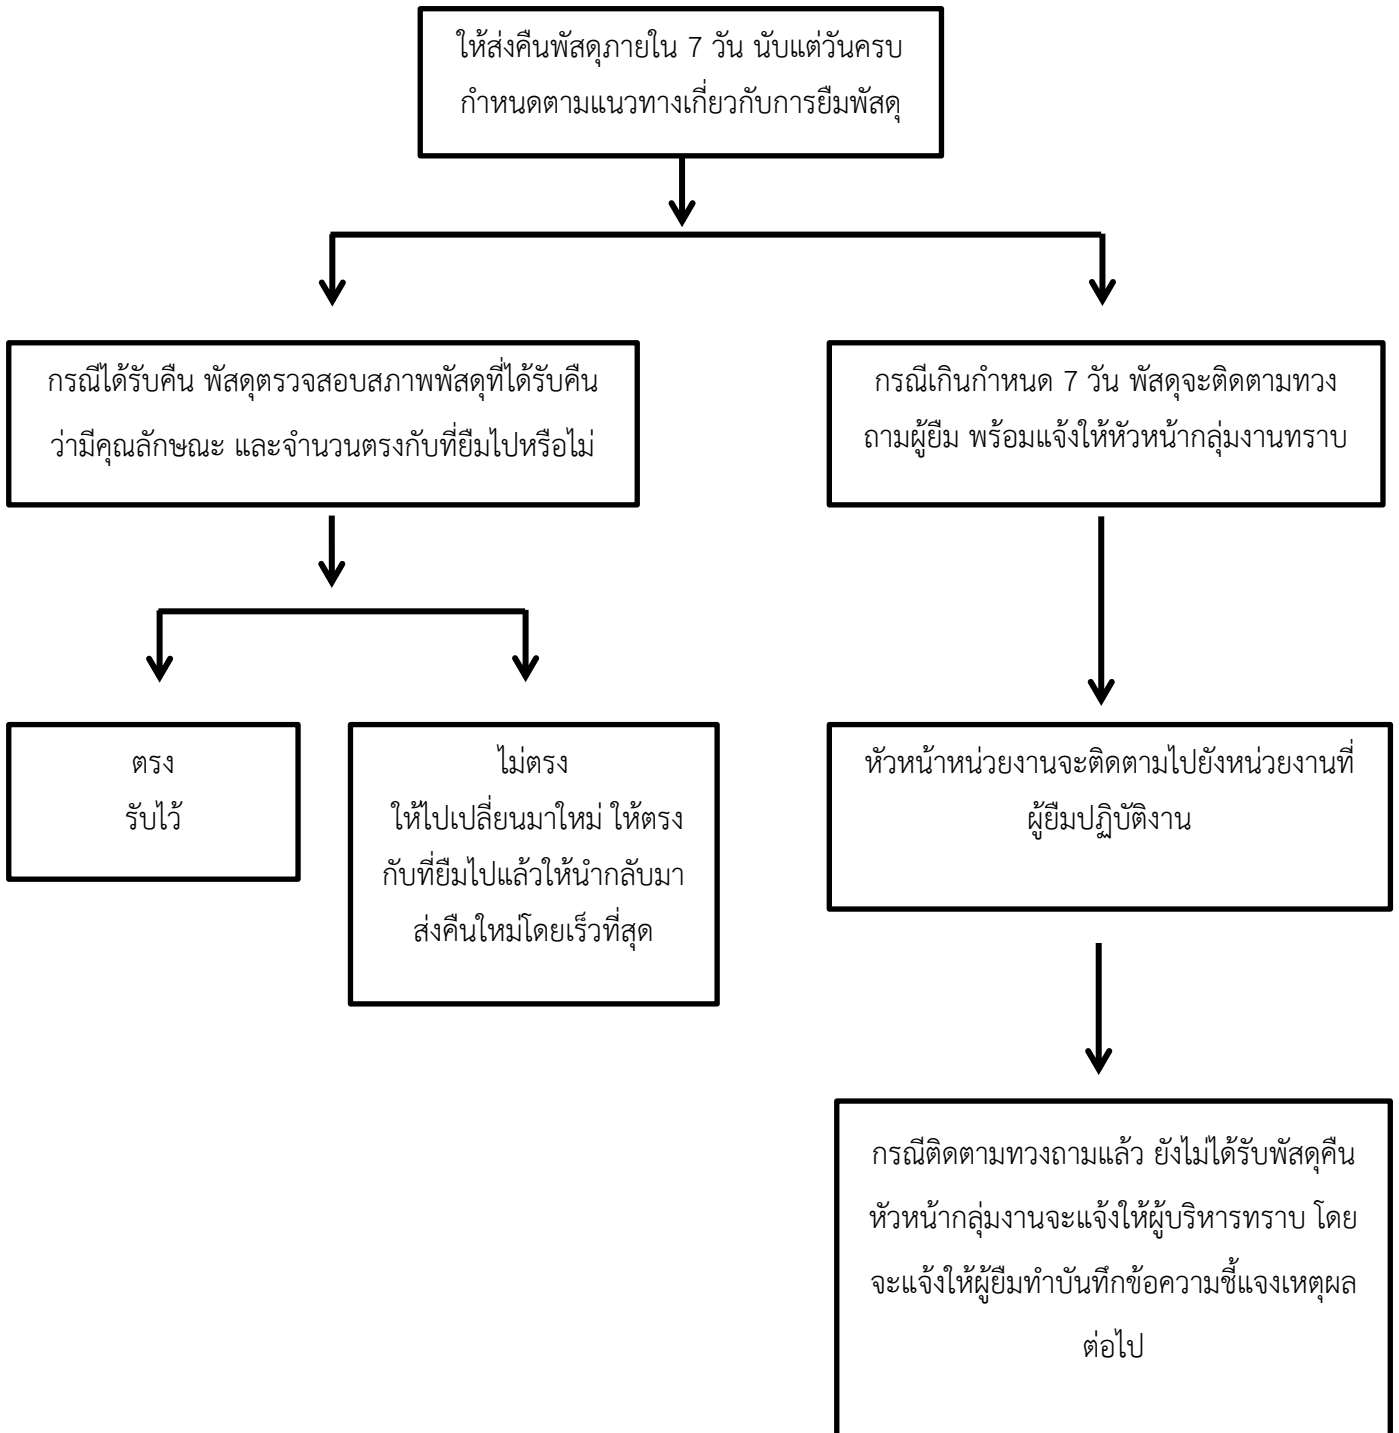 ให้ส่งคืนพัสดุภายใน 7 วัน นับแต่วันครบ
กำหนดตามแนวทางเกี่ยวกับการยืมพัสดุ
กรณีได้รับคืน พัสดุตรวจสอบสภาพพัสดุที่ได้รับคืน
ว่ามีคุณลักษณะ และจำนวนตรงกับที่ยืมไปหรือไม่
กรณีเกินกำหนด 7 วัน พัสดุจะติดตามทวง
ถามผู้ยืม พร้อมแจ้งให้หัวหน้ากลุ่มงานทราบ
ตรง
รับไว้
ไม่ตรง
ให้ไปเปลี่ยนมาใหม่ ให้ตรง
กับที่ยืมไปแล้วให้นำกลับมา
ส่งคืนใหม่โดยเร็วที่สุด
หัวหน้าหน่วยงานจะติดตามไปยังหน่วยงานที่
ผู้ยืมปฏิบัติงาน
กรณีติดตามทวงถามแล้ว ยังไม่ได้รับพัสดุคืน
หัวหน้ากลุ่มงานจะแจ้งให้ผู้บริหารทราบ โดย
จะแจ้งให้ผู้ยืมทำบันทึกข้อความชี้แจงเหตุผล
ต่อไป